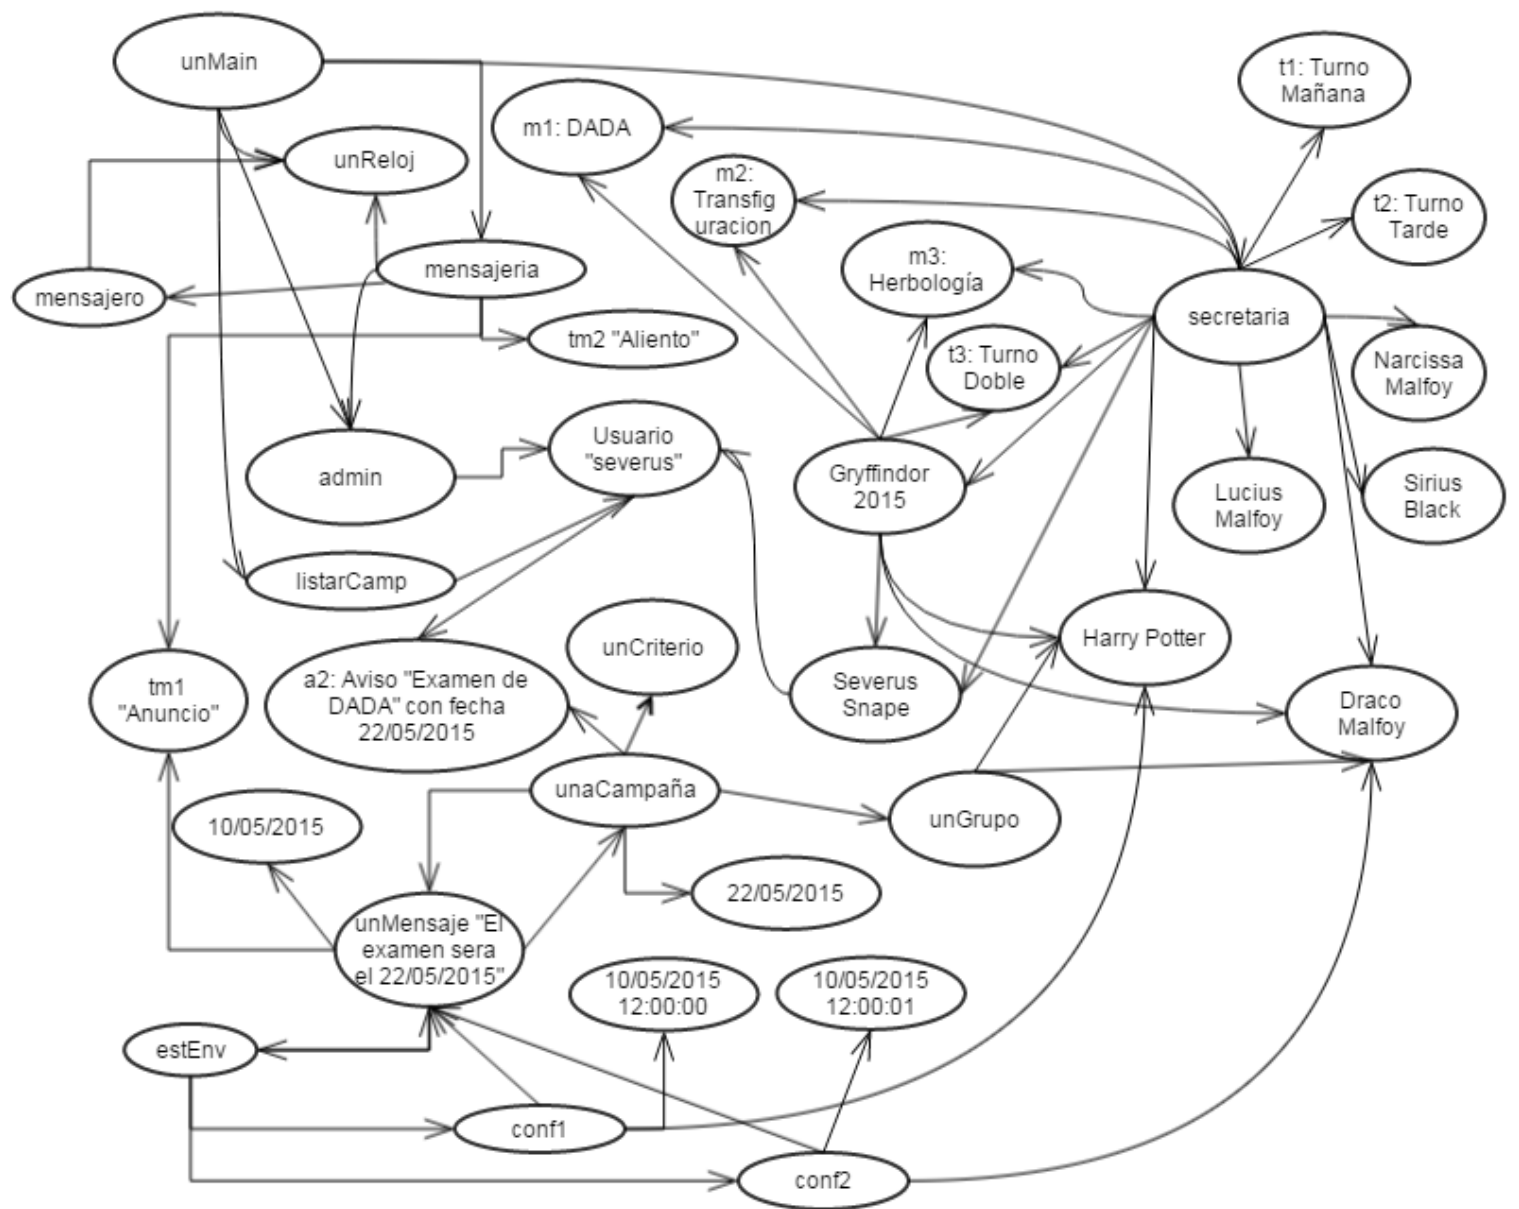 unMain
t1: Turno
Mañana
m1: DADA
unReloj
m2:
Transfig
uracion
t2: Turno
Tarde
m3:
Herbología
mensajeria
mensajero
secretaria
tm2 "Aliento"
t3: Turno
Doble
Narcissa
Malfoy
Usuario
"severus"
admin
Gryffindor
2015
Lucius
Malfoy
Sirius
Black
listarCamp
unCriterio
Harry Potter
tm1
"Anuncio"
a2: Aviso "Examen de
DADA" con fecha
22/05/2015
Severus
Snape
Draco
Malfoy
unaCampaña
10/05/2015
unGrupo
22/05/2015
unMensaje "El
examen sera
el 22/05/2015"
10/05/2015
12:00:00
10/05/2015
12:00:01
estEnv
conf1
conf2